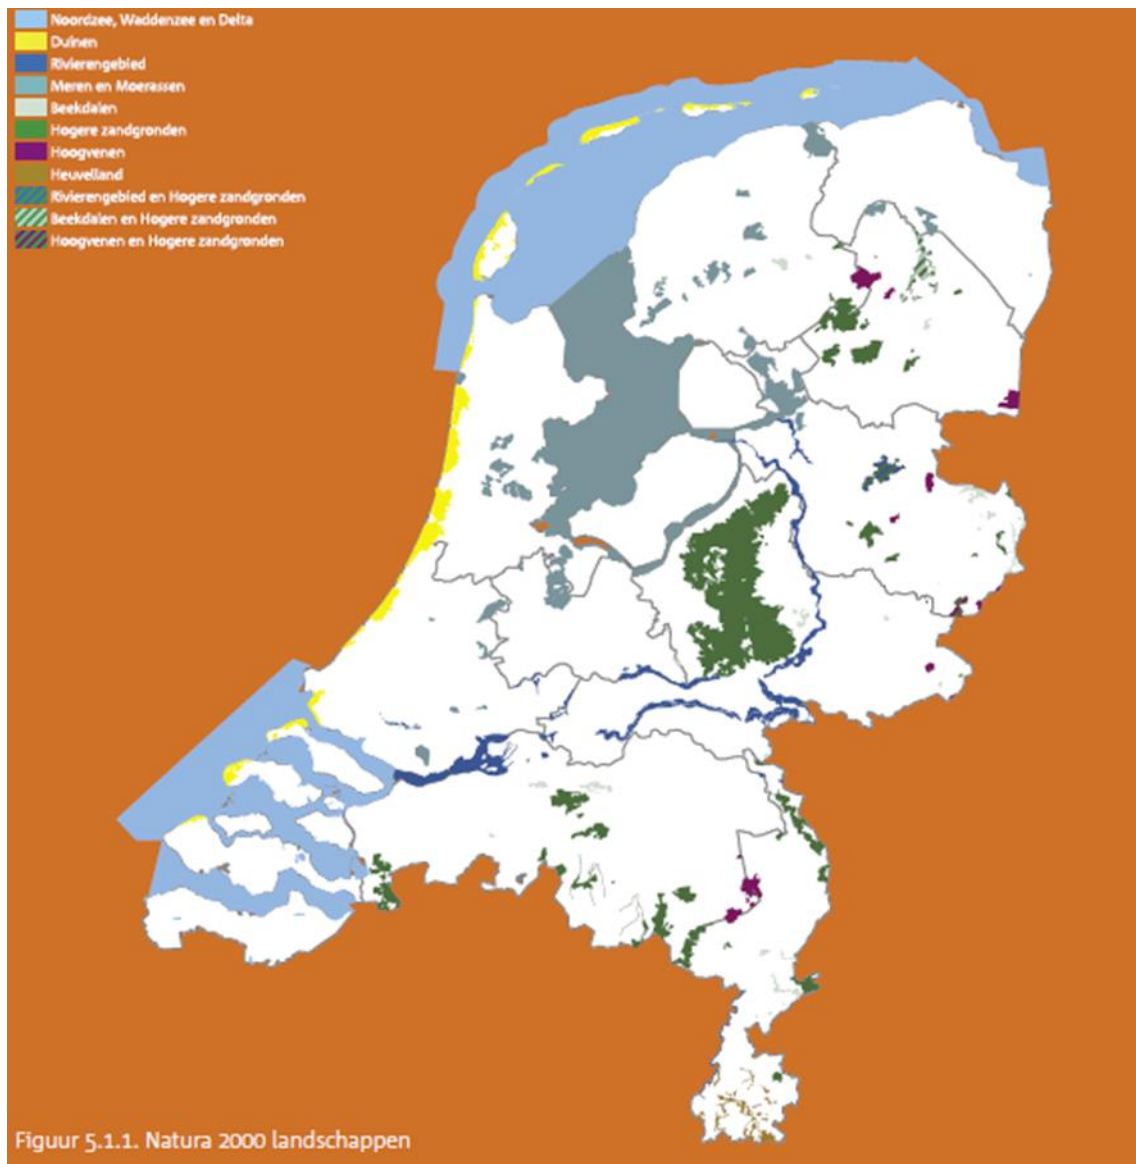 Noordzee, Waddenzee en Delta
Duinen
Rivierengebied
Meren en Moerassen
Beekdalen
Hogere zandgronden
Hoogvenen
Heuvelland
Rivierengebied en Hogere zandgronden
Beekdalen en Hogere zandgronden
Hoogvenen en Hogere zandgronden
Figuur 5.1.1. Natura 2000 landschappen